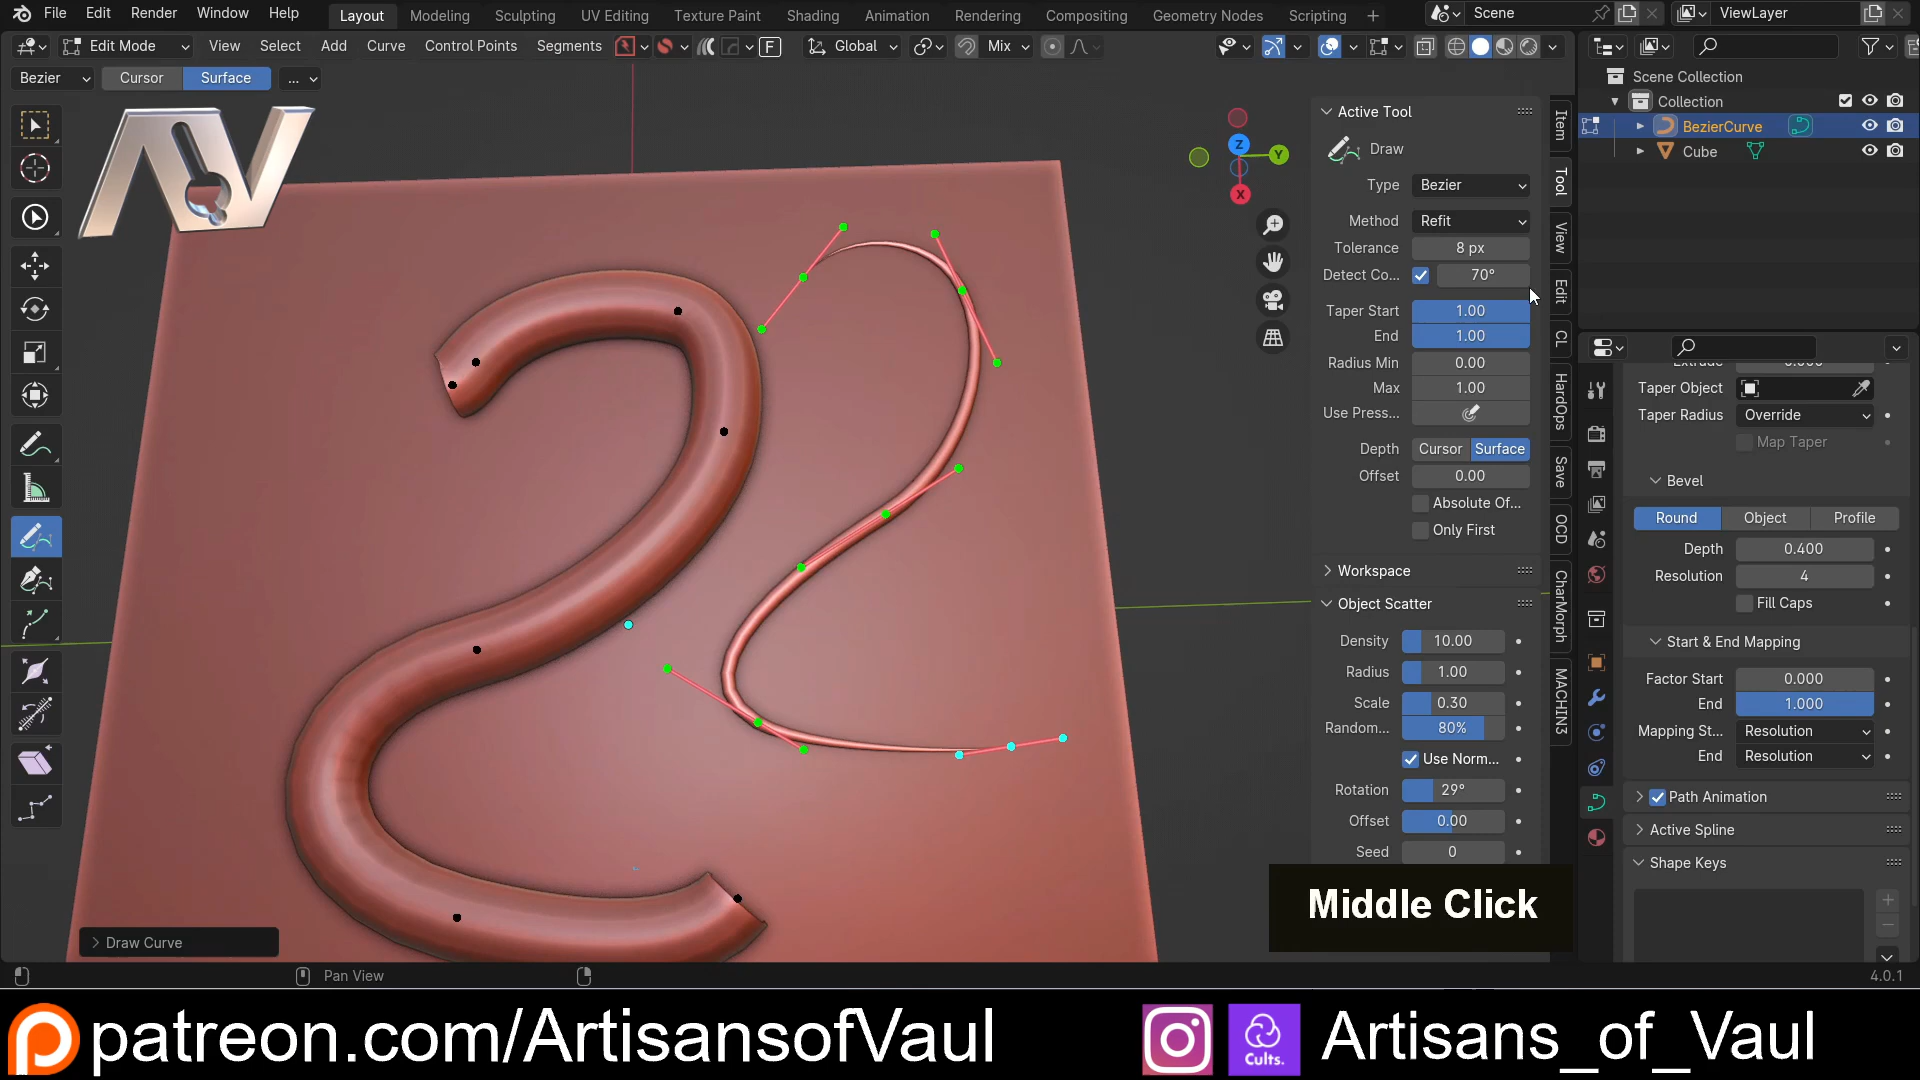 File Edit Render Window Help Layout Modeling Sculpting UV Editing Texture Paint Shading Animation Rendering Compositing Geometry Nodes Scripting + Scene ViewLayer
Edit Mode View Select Add Curve Control Points Segments F Global Mix
Bezier Cursor Surface ...
AV
Z
Y
X
Active Tool
Draw
Type Bezier
Method Refit
Tolerance 8 px
Detect Co... 70°
Taper Start 1.00
End 1.00
Radius Min 0.00
Max 1.00
Use Press...
Depth Cursor Surface
Offset 0.00
Absolute Of...
Only First
Workspace
Object Scatter
Density 10.00
Radius 1.00
Scale 0.30
Random... 80%
Use Norm...
Rotation 29°
Offset 0.00
Seed 0
Item
Tool
View
Edit
CL
HardOps
Save
OCD
CharMorph
MACHIN3
Scene Collection
Collection
BezierCurve
Cube
Taper Object
Taper Radius Override
Map Taper
Bevel
Round Object Profile
Depth 0.400
Resolution 4
Fill Caps
Start & End Mapping
Factor Start 0.000
End 1.000
Mapping St... Resolution
End Resolution
Path Animation
Active Spline
Shape Keys
Middle Click
Draw Curve
Pan View
4.0.1
patreon.com/ArtisansofVaul
Cults.
Artisans_of_Vaul